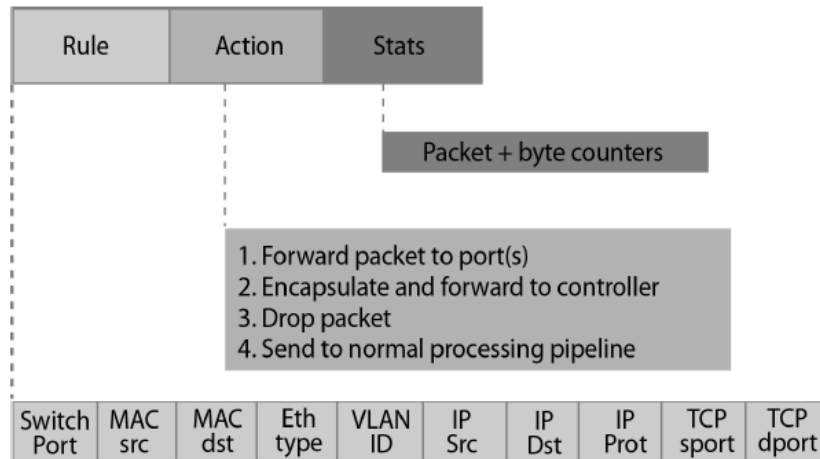 Rule Action Stats
Packet + byte counters
1. Forward packet to port(s)
2. Encapsulate and forward to controller
3. Drop packet
4. Send to normal processing pipeline
Switch Port
MAC src
MAC dst
Eth type
VLAN ID
IP Src
IP Dst
IP Prot
TCP sport
TCP dport